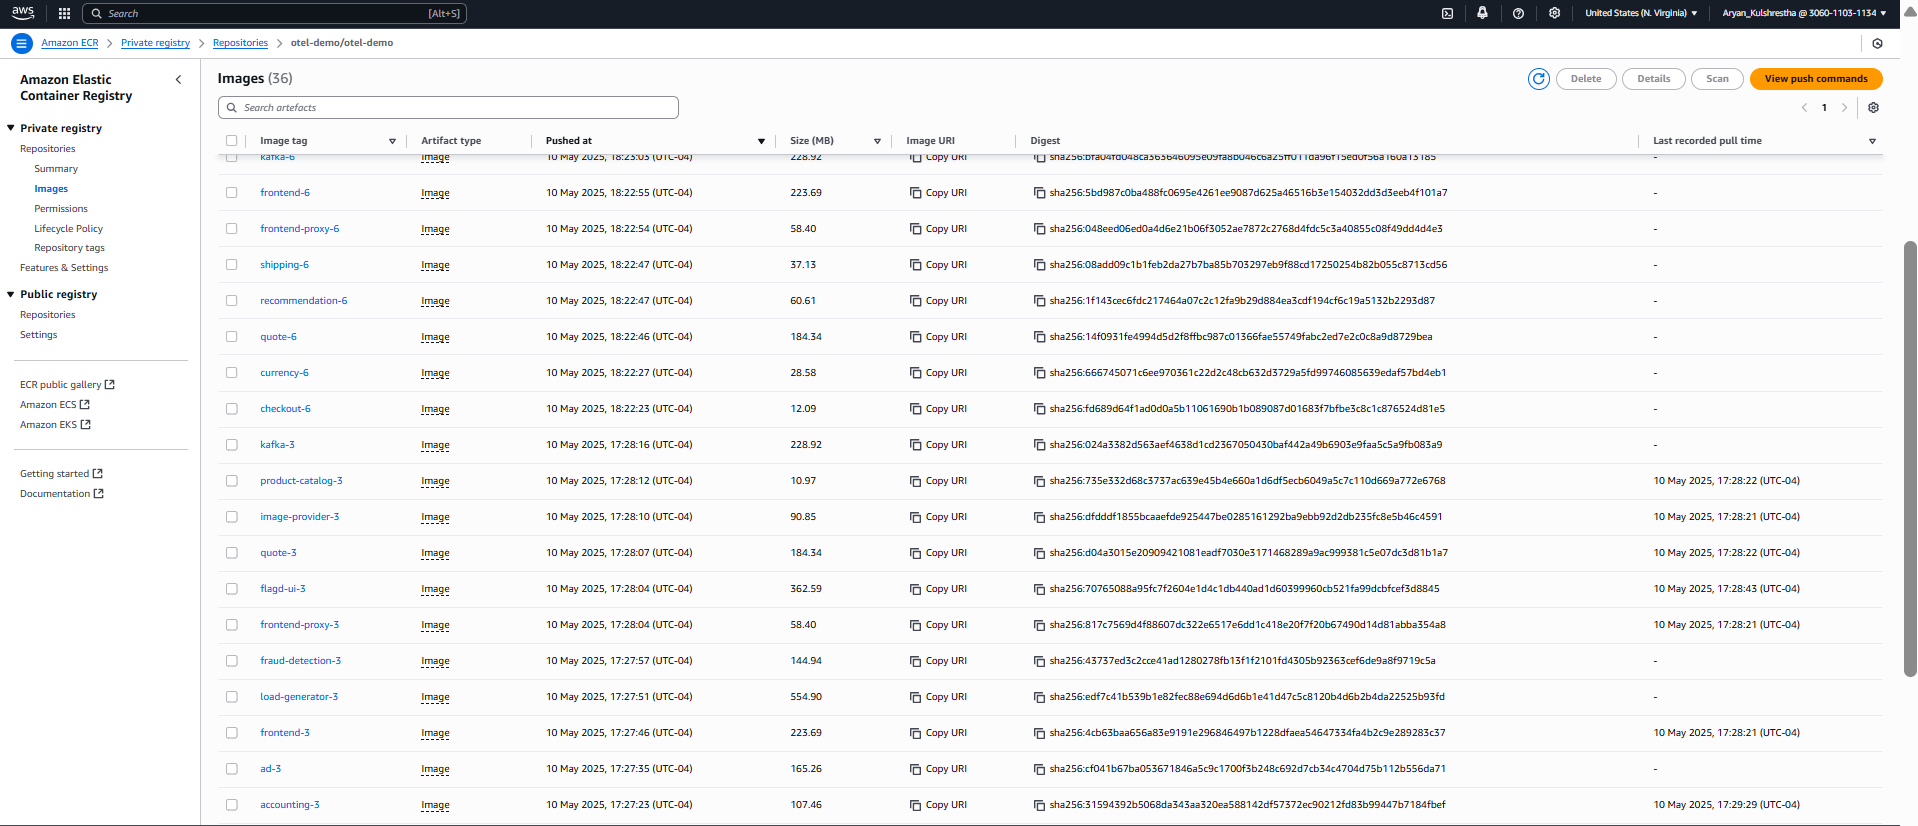 aws
Search [Alt+S]
United States (N. Virginia)
Aryan_Kulshrestha @ 3060-1103-1134
Amazon ECR > Private registry > Repositories > otel-demo/otel-demo
Amazon Elastic
Container Registry
Private registry
Repositories
Summary
Images
Permissions
Lifecycle Policy
Repository tags
Features & Settings
Public registry
Repositories
Settings
ECR public gallery
Amazon ECS
Amazon EKS
Getting started
Documentation
Images (36)
Delete Details Scan View push commands
Search artefacts
1
Image tag Artifact type Pushed at Size (MB) Image URI Digest Last recorded pull time
kafka-6 Image 10 May 2025, 18:23:03 (UTC-04) 228.92 Copy URI -
frontend-6 Image 10 May 2025, 18:22:55 (UTC-04) 223.69 Copy URI sha256:5bd987c0ba488fc0695e4261ee9087d625a46516b3e154032dd3d3eeb4f101a7 -
frontend-proxy-6 Image 10 May 2025, 18:22:54 (UTC-04) 58.40 Copy URI sha256:048eed06ed0a4d6e21b06f3052ae7872c2768d4fdc5c3a40855c08f49dd4d4e3 -
shipping-6 Image 10 May 2025, 18:22:47 (UTC-04) 37.13 Copy URI sha256:08add09c1b1feb2da27b7ba85b703297eb9f88cd17250254b82b055c8713cd56 -
recommendation-6 Image 10 May 2025, 18:22:47 (UTC-04) 60.61 Copy URI sha256:1f143cec6fdc217464a07c2c12fa9b29d884ea3cdf194cf6c19a5132b2293d87 -
quote-6 Image 10 May 2025, 18:22:46 (UTC-04) 184.34 Copy URI sha256:14f0931fe4994d5d2f8ffbc987c01366fae55749fabc2ed7e2c0c8a9d8729bea -
currency-6 Image 10 May 2025, 18:22:27 (UTC-04) 28.58 Copy URI sha256:666745071c6ee970361c22d2c48cb632d3729a5fd99746085639edaf57bd4eb1 -
checkout-6 Image 10 May 2025, 18:22:23 (UTC-04) 12.09 Copy URI sha256:fd689d64f1ad0d0a5b11061690b1b089087d01683f7bfbe3c8c1c876524d81e5 -
kafka-3 Image 10 May 2025, 17:28:16 (UTC-04) 228.92 Copy URI sha256:024a3382d563aef4638d1cd2367050430baf442a49b6903e9faa5c5a9fb083a9 -
product-catalog-3 Image 10 May 2025, 17:28:12 (UTC-04) 10.97 Copy URI sha256:735e332d68c3737ac639e45b4e660a1d6df5ecb6049a5c7c110d669a772e6768 10 May 2025, 17:28:22 (UTC-04)
image-provider-3 Image 10 May 2025, 17:28:10 (UTC-04) 90.85 Copy URI sha256:dfdddf1855bcaaefde925447be0285161292ba9ebb92d2db235fc8e5b46c4591 10 May 2025, 17:28:21 (UTC-04)
quote-3 Image 10 May 2025, 17:28:07 (UTC-04) 184.34 Copy URI sha256:d04a3015e20909421081eadf7030e3171468289a9ac999381c5e07dc3d81b1a7 10 May 2025, 17:28:22 (UTC-04)
flagd-ui-3 Image 10 May 2025, 17:28:04 (UTC-04) 362.59 Copy URI sha256:70765088a95fc7f2604e1d4c1db440ad1d60399960cb521fa99dcbfcef3d8845 10 May 2025, 17:28:43 (UTC-04)
frontend-proxy-3 Image 10 May 2025, 17:28:04 (UTC-04) 58.40 Copy URI sha256:817c7569d4f88607dc322e6517e6dd1c418e20f7f20b67490d14d81abba354a8 10 May 2025, 17:28:21 (UTC-04)
fraud-detection-3 Image 10 May 2025, 17:27:57 (UTC-04) 144.94 Copy URI sha256:43737ed3c2cce41ad1280278fb13f1f2101fd4305b92363cef6de9a8f9719c5a -
load-generator-3 Image 10 May 2025, 17:27:51 (UTC-04) 554.90 Copy URI sha256:edf7c41b539b1e82fec88e694d6d6b1e41d47c5c8120b4d6b2b4da22525b93fd -
frontend-3 Image 10 May 2025, 17:27:46 (UTC-04) 223.69 Copy URI sha256:4cb63baa656a83e9191e296846497b1228dfaea54647334fa4b2c9e289283c37 10 May 2025, 17:28:21 (UTC-04)
ad-3 Image 10 May 2025, 17:27:35 (UTC-04) 165.26 Copy URI sha256:cf041b67ba053671846a5c9c1700f3b248c692d7cb34c4704d75b112b556da71 -
accounting-3 Image 10 May 2025, 17:27:23 (UTC-04) 107.46 Copy URI sha256:31594392b5068da343aa320ea588142df57372ec90212fd83b99447b7184fbef 10 May 2025, 17:29:29 (UTC-04)